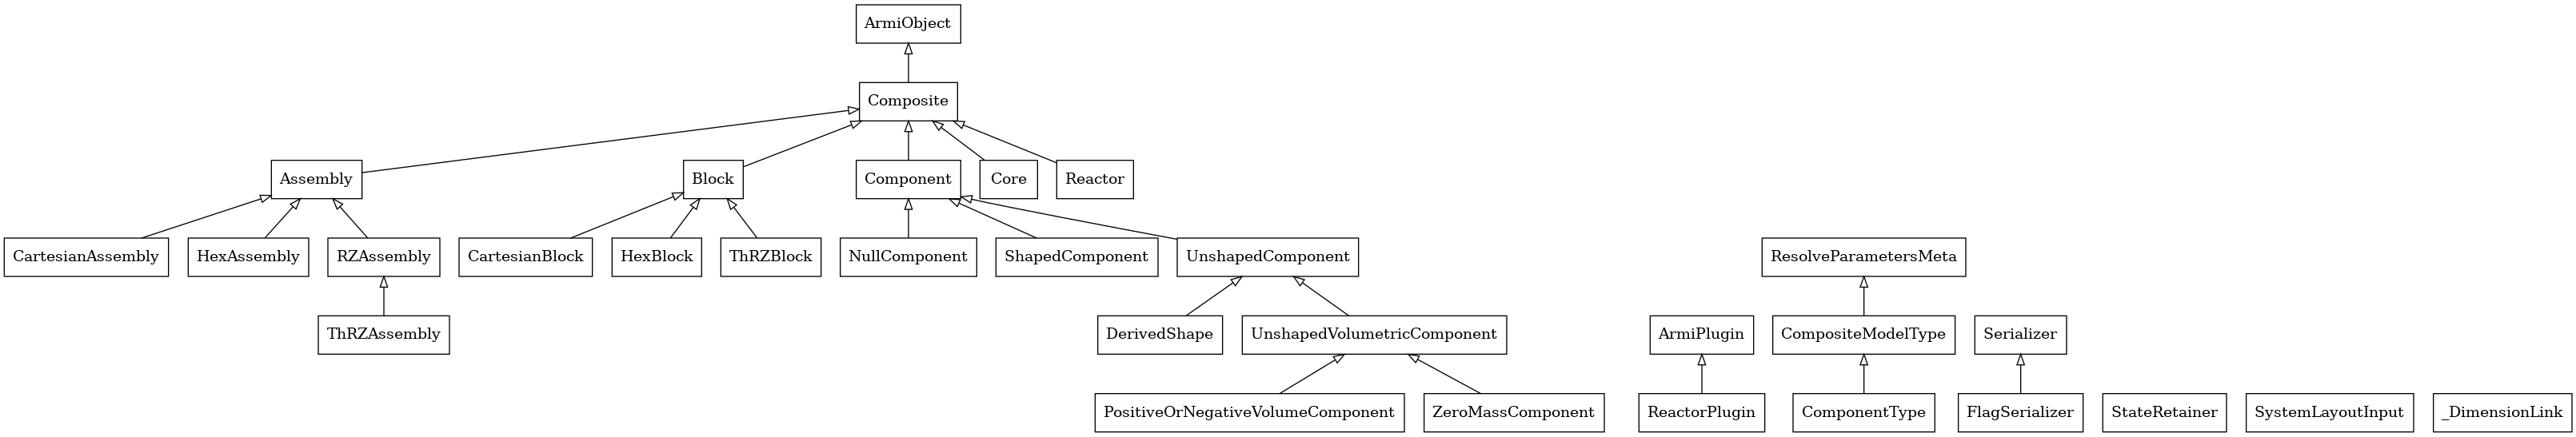 ArmiObject
Composite
Assembly
Block
Component
Core
Reactor
CartesianAssembly
HexAssembly
RZAssembly
CartesianBlock
HexBlock
ThRZBlock
NullComponent
ShapedComponent
UnshapedComponent
ResolveParametersMeta
ThRZAssembly
DerivedShape
UnshapedVolumetricComponent
ArmiPlugin
CompositeModelType
Serializer
PositiveOrNegativeVolumeComponent
ZeroMassComponent
ReactorPlugin
ComponentType
FlagSerializer
StateRetainer
SystemLayoutInput
_DimensionLink